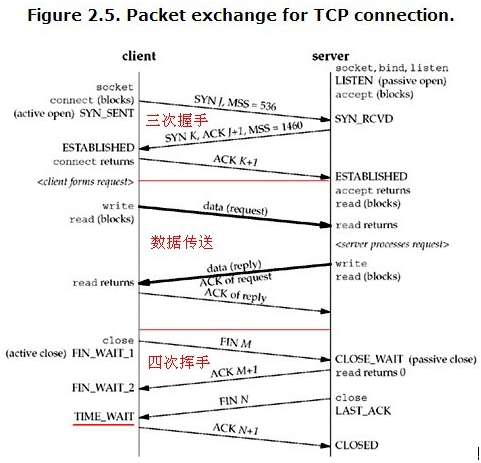 Figure 2.5. Packet exchange for TCP connection.
client
server
socket
connect (blocks)
(active open) SYN_SENT
socket, bind, listen
LISTEN (passive open)
accept (blocks)
SYN J, MSS = 536
三次握手
SYN_RCVD
SYN K, ACK J+1, MSS = 1460
ESTABLISHED
connect returns
ACK K+1
<client forms request>
ESTABLISHED
accept returns
read (blocks)
write
read (blocks)
data (request)
read returns
<server processes request>
数据传送
write
read (blocks)
data (reply)
ACK of request
read returns
ACK of reply
close
(active close) FIN_WAIT_1
FIN M
四次挥手
CLOSE_WAIT (passive close)
read returns 0
ACK M+1
FIN_WAIT_2
close
LAST_ACK
FIN N
TIME_WAIT
ACK N+1
CLOSED